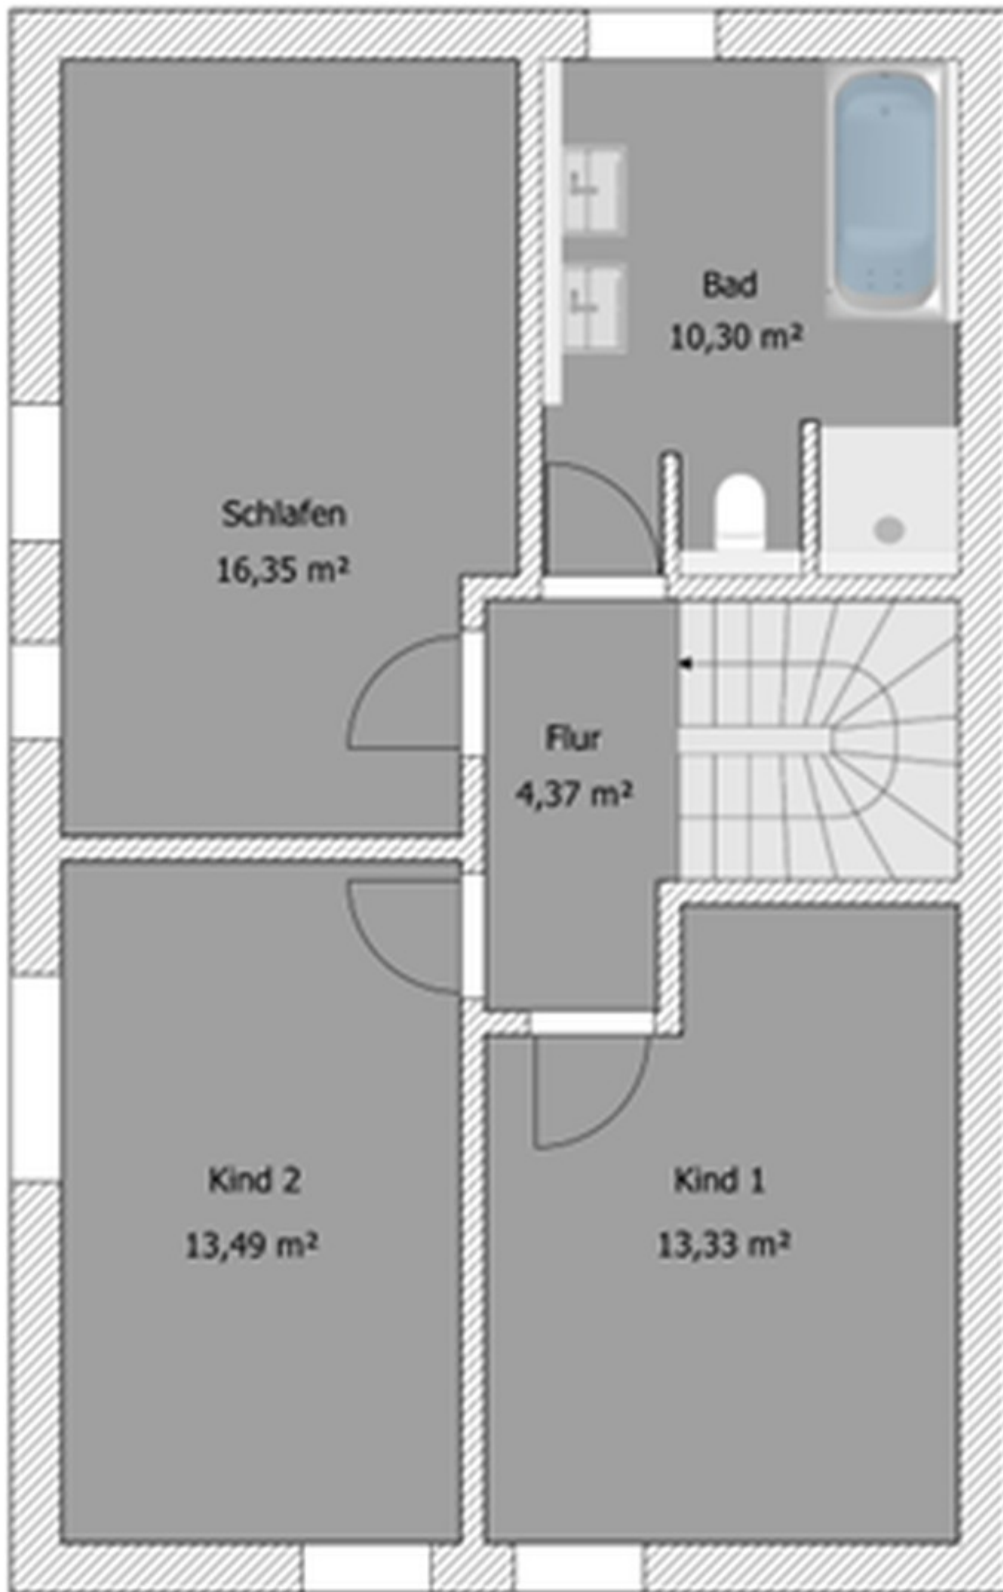 Bad
10,30 m²
Schlafen
16,35 m²
Flur
4,37 m²
Kind 2
13,49 m²
Kind 1
13,33 m²